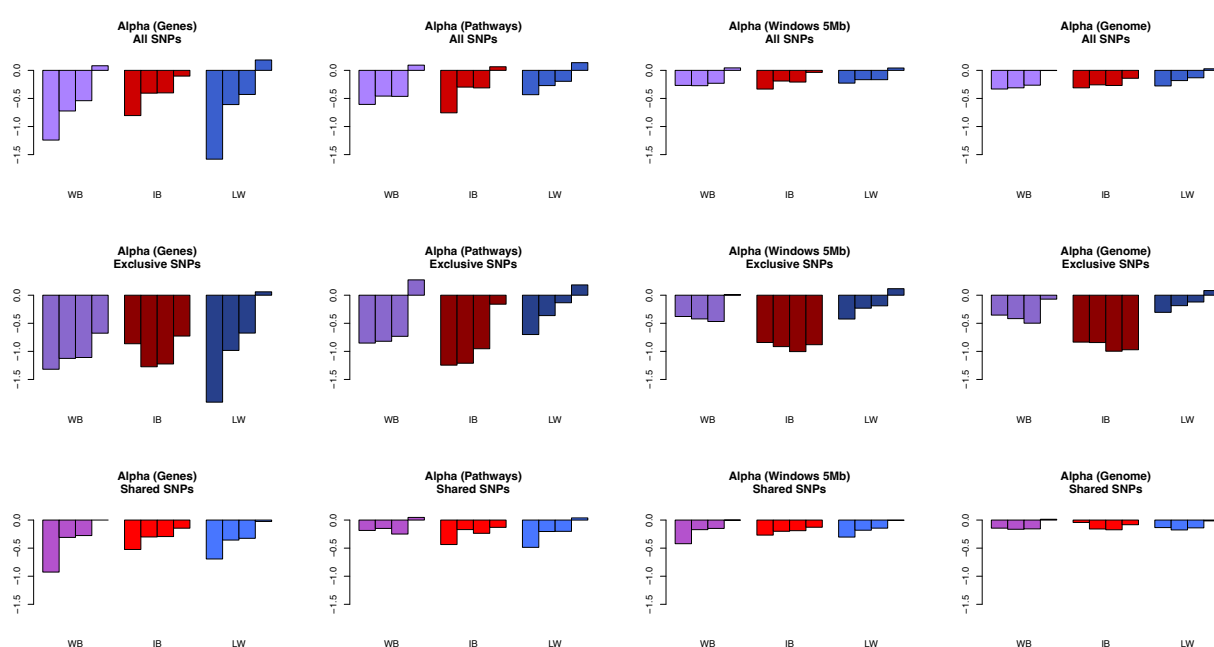 Alpha (Genes)
All SNPs
0.0
−0.5
−1.0
−1.5
WB IB LW
Alpha (Pathways)
All SNPs
0.0
−0.5
−1.0
−1.5
WB IB LW
Alpha (Windows 5Mb)
All SNPs
0.0
−0.5
−1.0
−1.5
WB IB LW
Alpha (Genome)
All SNPs
0.0
−0.5
−1.0
−1.5
WB IB LW
Alpha (Genes)
Exclusive SNPs
0.0
−0.5
−1.0
−1.5
WB IB LW
Alpha (Pathways)
Exclusive SNPs
0.0
−0.5
−1.0
−1.5
WB IB LW
Alpha (Windows 5Mb)
Exclusive SNPs
0.0
−0.5
−1.0
−1.5
WB IB LW
Alpha (Genome)
Exclusive SNPs
0.0
−0.5
−1.0
−1.5
WB IB LW
Alpha (Genes)
Shared SNPs
0.0
−0.5
−1.0
−1.5
WB IB LW
Alpha (Pathways)
Shared SNPs
0.0
−0.5
−1.0
−1.5
WB IB LW
Alpha (Windows 5Mb)
Shared SNPs
0.0
−0.5
−1.0
−1.5
WB IB LW
Alpha (Genome)
Shared SNPs
0.0
−0.5
−1.0
−1.5
WB IB LW